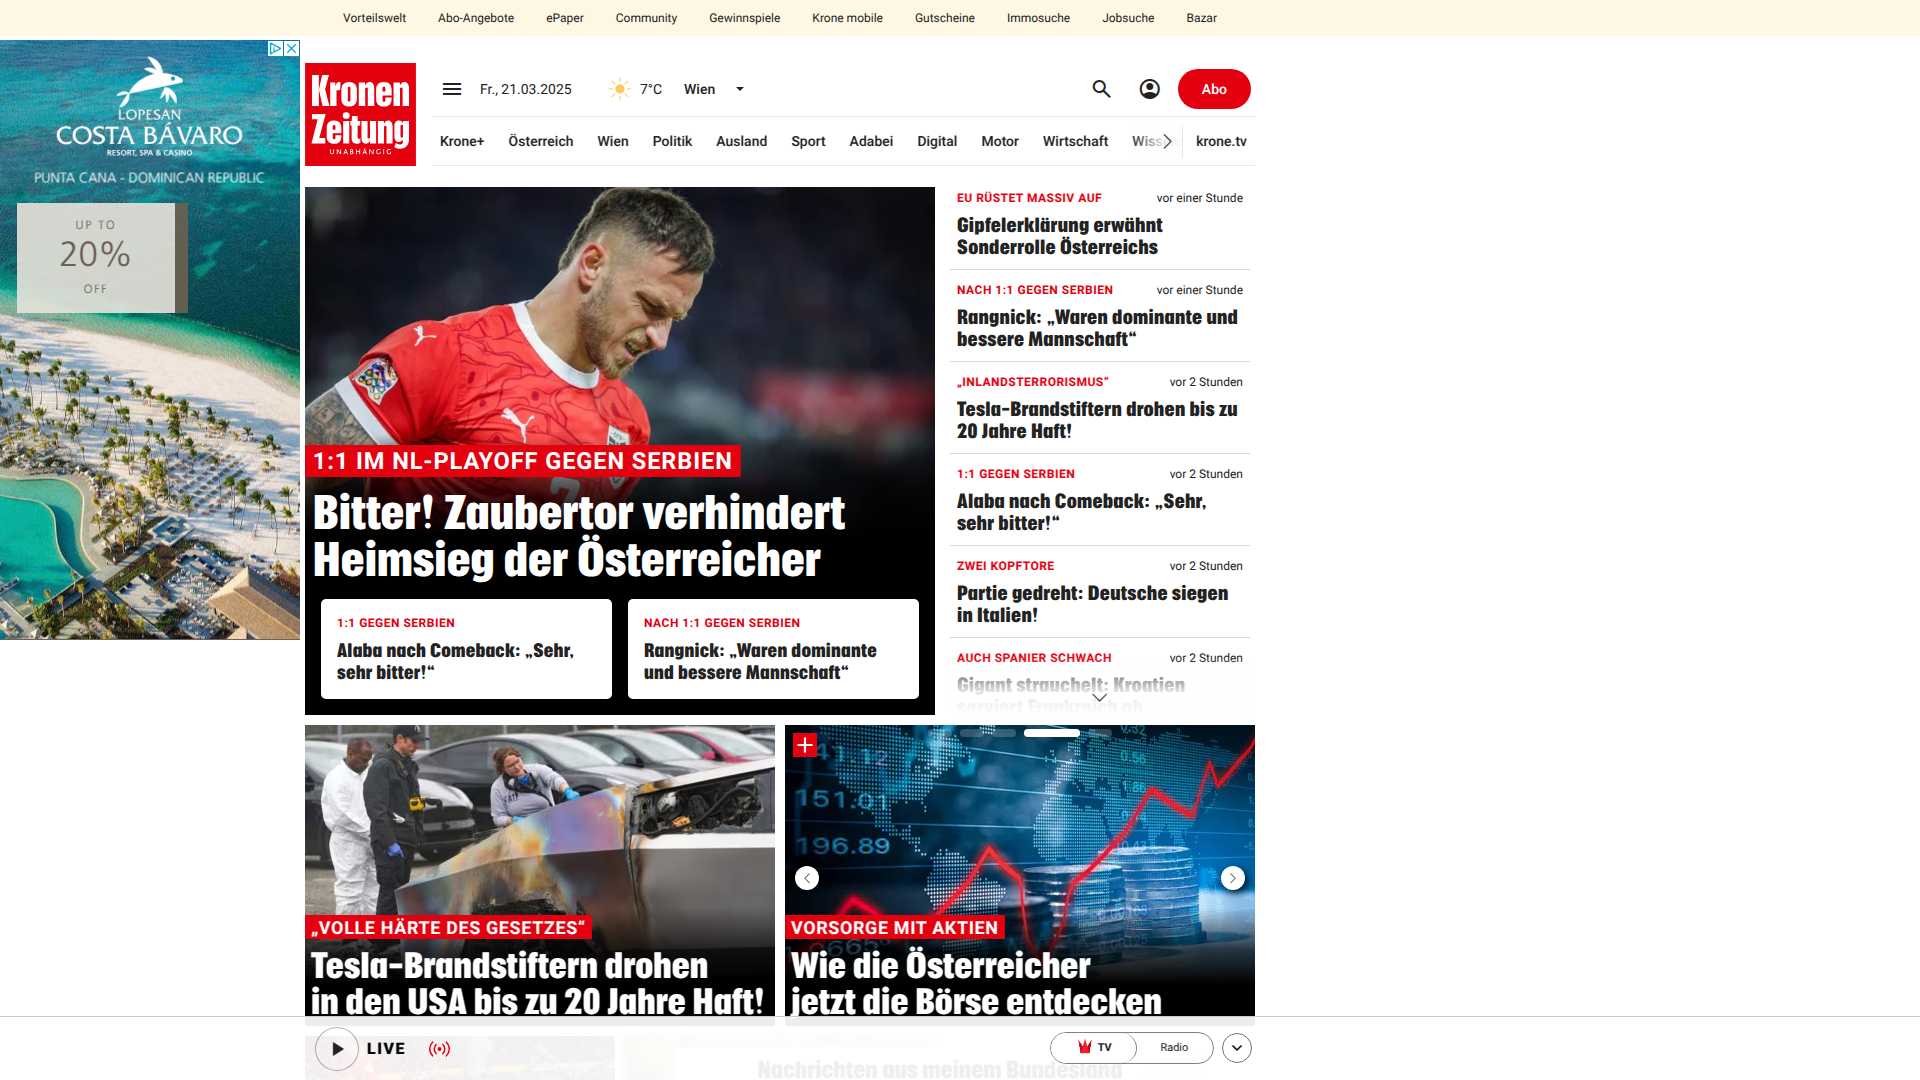 Vorteilswelt Abo-Angebote ePaper Community Gewinnspiele Krone mobile Gutscheine Immosuche Jobsuche Bazar
LOPESAN
COSTA BÁVARO
RESORT, SPA & CASINO
PUNTA CANA - DOMINICAN REPUBLIC
UP TO
20%
OFF
Kronen
Zeitung
UNABHÄNGIG
Fr., 21.03.2025 7°C Wien Abo
Krone+ Österreich Wien Politik Ausland Sport Adabei Digital Motor Wirtschaft Wiss krone.tv
1:1 IM NL-PLAYOFF GEGEN SERBIEN
Bitter! Zaubertor verhindert
Heimsieg der Österreicher
1:1 GEGEN SERBIEN
Alaba nach Comeback: „Sehr,
sehr bitter!“
NACH 1:1 GEGEN SERBIEN
Rangnick: „Waren dominante
und bessere Mannschaft“
EU RÜSTET MASSIV AUF vor einer Stunde
Gipfelerklärung erwähnt
Sonderrolle Österreichs
NACH 1:1 GEGEN SERBIEN vor einer Stunde
Rangnick: „Waren dominante und
bessere Mannschaft“
„INLANDSTERRORISMUS“ vor 2 Stunden
Tesla-Brandstiftern drohen bis zu
20 Jahre Haft!
1:1 GEGEN SERBIEN vor 2 Stunden
Alaba nach Comeback: „Sehr,
sehr bitter!“
ZWEI KOPFTORE vor 2 Stunden
Partie gedreht: Deutsche siegen
in Italien!
AUCH SPANIER SCHWACH vor 2 Stunden
Gigant strauchelt: Kroatien
serviert Frankreich ab
„VOLLE HÄRTE DES GESETZES“
Tesla-Brandstiftern drohen
in den USA bis zu 20 Jahre Haft!
151.01
196.89
VORSORGE MIT AKTIEN
Wie die Österreicher
jetzt die Börse entdecken
LIVE
TV Radio
Nachrichten aus meinem Bundesland